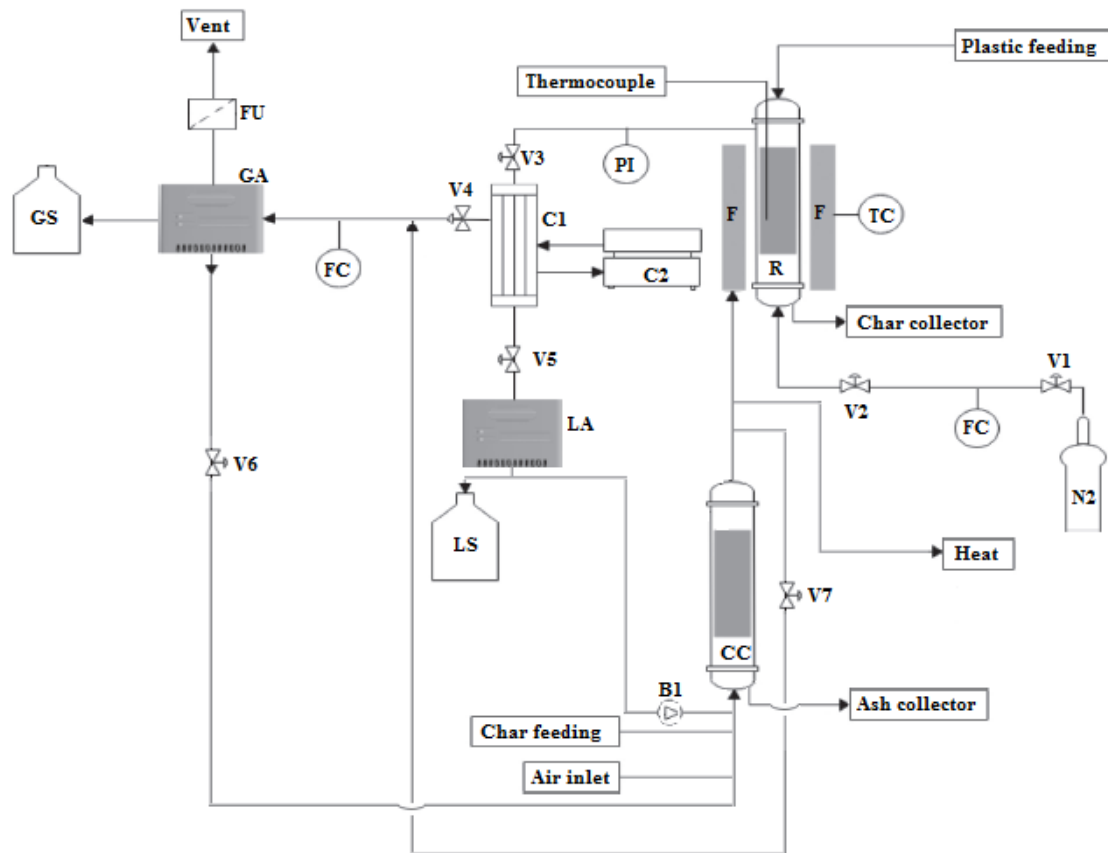 Vent
Plastic feeding
Thermocouple
FU
V3
PI
GA
V4
GS
C1
F
F
TC
FC
C2
R
Char collector
V5
V1
V2
FC
LA
V6
N2
LS
Heat
V7
CC
B1
Ash collector
Char feeding
Air inlet